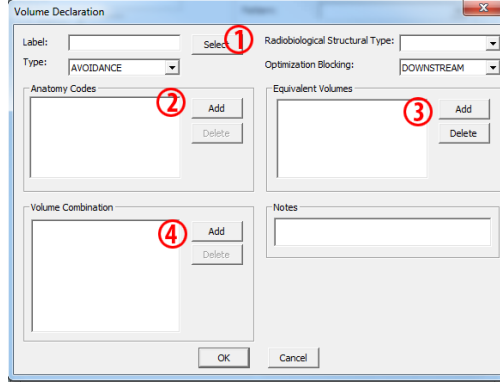 Volume Declaration
Label:
Select
1
Radiobiological Structural Type:
Type:
AVOIDANCE
Optimization Blocking:
DOWNSTREAM
Anatomy Codes
2
Add
Delete
Equivalent Volumes
3
Add
Delete
Volume Combination
4
Add
Delete
Notes
OK
Cancel